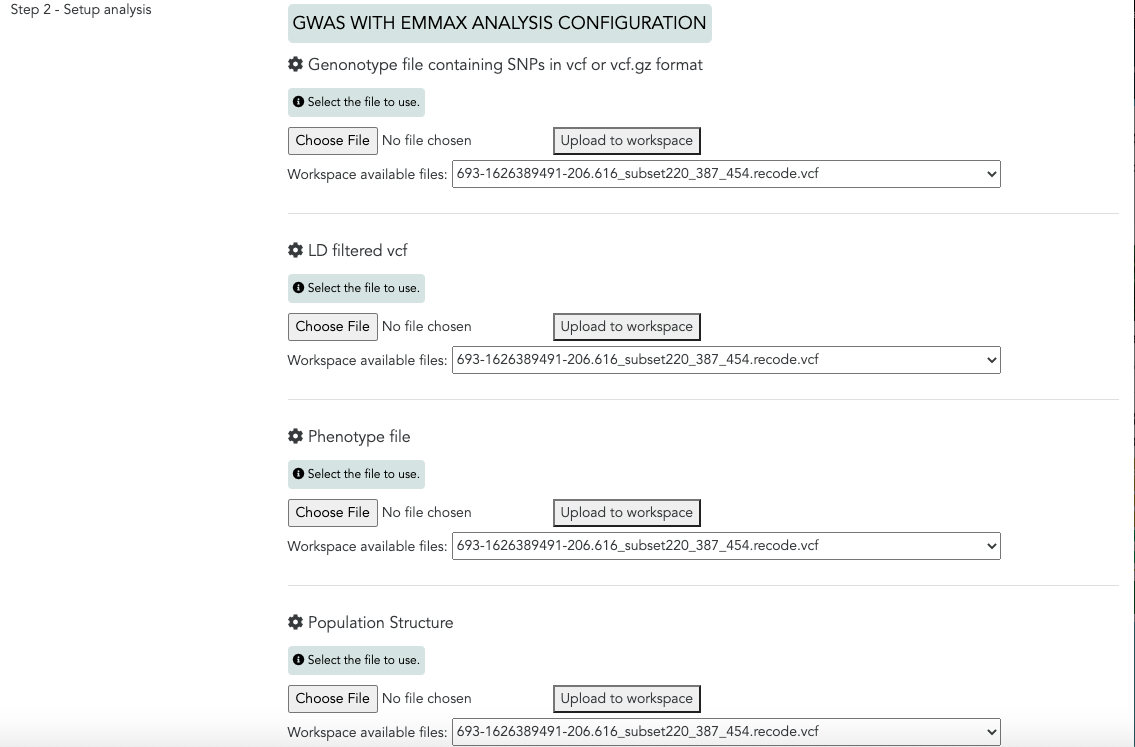 Step 2 - Setup analysis
GWAS WITH EMMAX ANALYSIS CONFIGURATION
Genonotype file containing SNPs in vcf or vcf.gz format
Select the file to use.
Choose File No file chosen Upload to workspace
Workspace available files: 693-1626389491-206.616_subset220_387_454.recode.vcf
LD filtered vcf
Select the file to use.
Choose File No file chosen Upload to workspace
Workspace available files: 693-1626389491-206.616_subset220_387_454.recode.vcf
Phenotype file
Select the file to use.
Choose File No file chosen Upload to workspace
Workspace available files: 693-1626389491-206.616_subset220_387_454.recode.vcf
Population Structure
Select the file to use.
Choose File No file chosen Upload to workspace
Workspace available files: 693-1626389491-206.616_subset220_387_454.recode.vcf